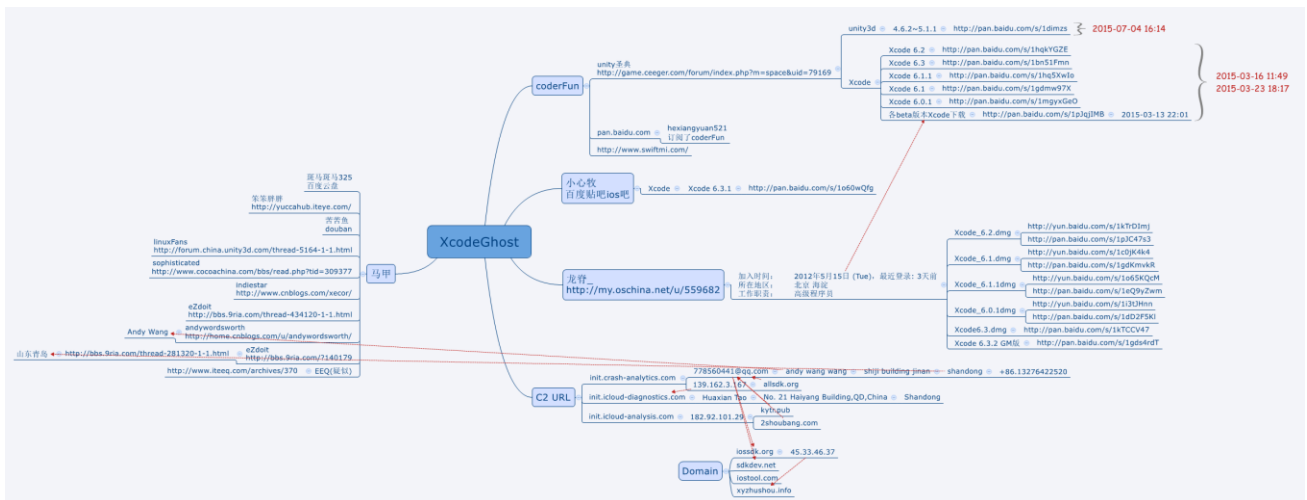 XcodeGhost
coderFun
unity圣典
http://game.ceeger.com/forum/index.php?m=space&uid=79169
unity3d
4.6.2~5.1.1
http://pan.baidu.com/s/1dimzs
2015-07-04 16:14
Xcode
Xcode 6.2
http://pan.baidu.com/s/1hqkYGZE
Xcode 6.3
http://pan.baidu.com/s/1bn51Fmn
Xcode 6.1.1
http://pan.baidu.com/s/1hq5XwIo
Xcode 6.1
http://pan.baidu.com/s/1gdmw97X
Xcode 6.0.1
http://pan.baidu.com/s/1mgyxGeO
各beta版本Xcode下载
http://pan.baidu.com/s/1pJqjIMB
2015-03-13 22:01
2015-03-16 11:49
2015-03-23 18:17
pan.baidu.com
hexiangyuan521
订阅了coderFun
http://www.swiftmi.com/
小心牧
百度贴吧ios吧
Xcode
Xcode 6.3.1
http://pan.baidu.com/s/1o60wQfg
龙脊_
http://my.oschina.net/u/559682
加入时间： 2012年5月15日 (Tue)，最近登录：3天前
所在地区： 北京 海淀
工作职责： 高级程序员
Xcode_6.2.dmg
http://yun.baidu.com/s/1kTrDImj
http://pan.baidu.com/s/1pJC47s3
Xcode_6.1.dmg
http://yun.baidu.com/s/1c0jK4k4
http://pan.baidu.com/s/1gdKmvkR
Xcode_6.1.1dmg
http://yun.baidu.com/s/1o65KQcM
http://pan.baidu.com/s/1eQ9yZwm
Xcode_6.0.1dmg
http://yun.baidu.com/s/1i3tJHnn
http://pan.baidu.com/s/1dD2F5Kl
Xcode6.3.dmg
http://pan.baidu.com/s/1kTCCV47
Xcode 6.3.2 GM版
http://pan.baidu.com/s/1gds4rdT
C2 URL
init.crash-analytics.com
778560441@qq.com
andy wang wang
shiji building jinan
shandong
+86.13276422520
139.162.3.167
allsdk.org
init.icloud-diagnostics.com
Huaxian Tao
No. 21 Haiyang Building,QD,China
Shandong
init.icloud-analysis.com
182.92.101.29
kyth.pub
2shoubang.com
Domain
iossdk.org
45.33.46.37
sdkdev.net
iostool.com
xyzhushou.info
马甲
斑马斑马325
百度云盘
笨笨胖胖
http://yuccahub.iteye.com/
苦苦鱼
douban
linuxFans
http://forum.china.unity3d.com/thread-5164-1-1.html
sophisticated
http://www.cocoachina.com/bbs/read.php?tid=309377
indiestar
http://www.cnblogs.com/xecor/
eZdoit
http://bbs.9ria.com/thread-434120-1-1.html
Andy Wang
andywordsworth
http://home.cnblogs.com/u/andywordsworth/
山东青岛
http://bbs.9ria.com/thread-281320-1-1.html
eZdoit
http://bbs.9ria.com/?140179
http://www.iteeq.com/archives/370
EEQ(疑似)